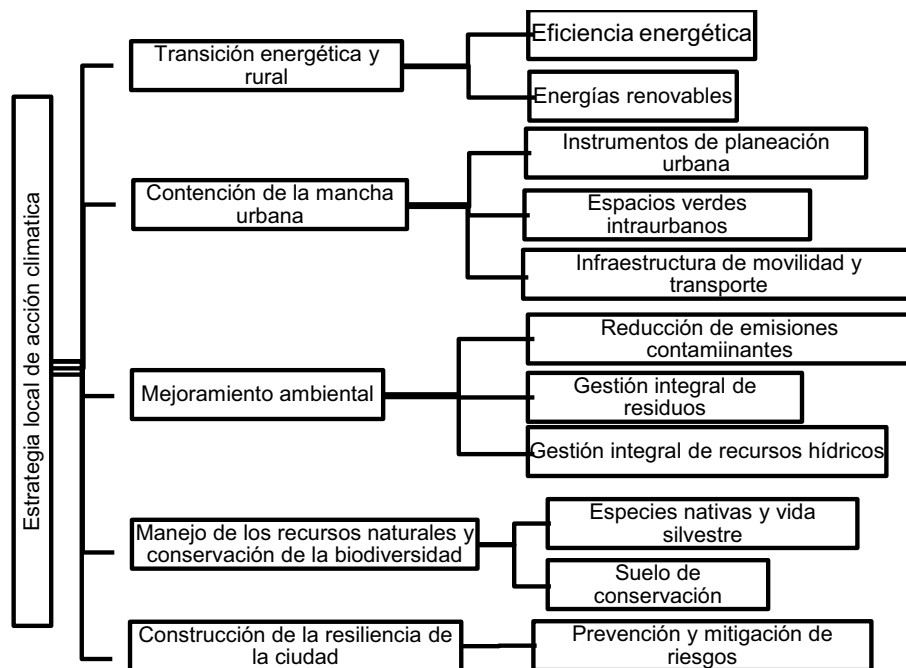 Estrategia local de acción climatica
Transición energética y
rural
Eficiencia energética
Energías renovables
Contención de la mancha
urbana
Instrumentos de planeación
urbana
Espacios verdes
intraurbanos
Infraestructura de movilidad y
transporte
Mejoramiento ambiental
Reducción de emisiones
contamiinantes
Gestión integral de
residuos
Gestión integral de recursos hídricos
Manejo de los recursos naturales y
conservación de la biodiversidad
Especies nativas y vida
silvestre
Suelo de
conservación
Construcción de la resiliencia de
la ciudad
Prevención y mitigación de
riesgos